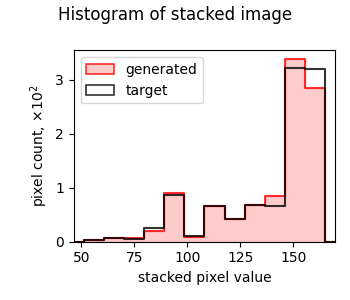 Histogram of stacked image
generated
target
pixel count, ×10²
3
2
1
0
50
75
100
125
150
stacked pixel value